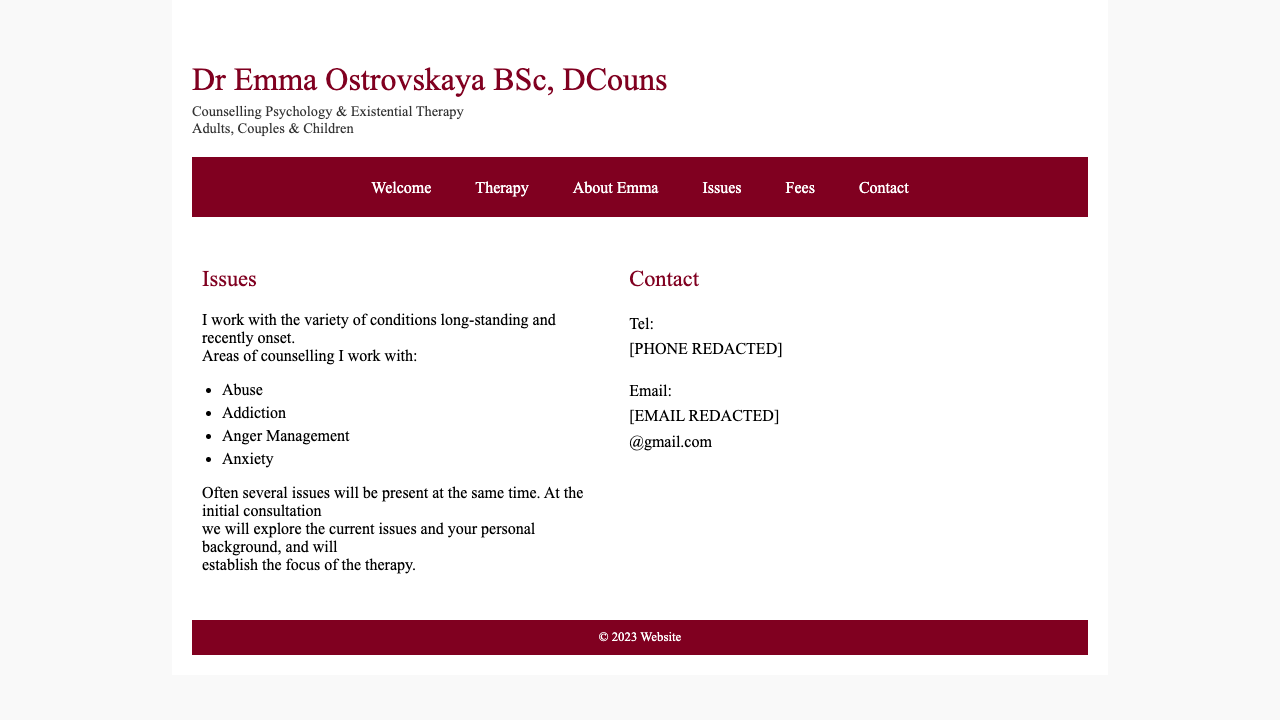 Dr Emma Ostrovskaya BSc, DCouns
Counselling Psychology & Existential Therapy
Adults, Couples & Children
Welcome Therapy About Emma Issues Fees Contact
Issues
I work with the variety of conditions long-standing and
recently onset.
Areas of counselling I work with:
• Abuse
• Addiction
• Anger Management
• Anxiety
Often several issues will be present at the same time. At the
initial consultation
we will explore the current issues and your personal
background, and will
establish the focus of the therapy.
Contact
Tel:
[PHONE REDACTED]
Email:
[EMAIL REDACTED]
@gmail.com
© 2023 Website